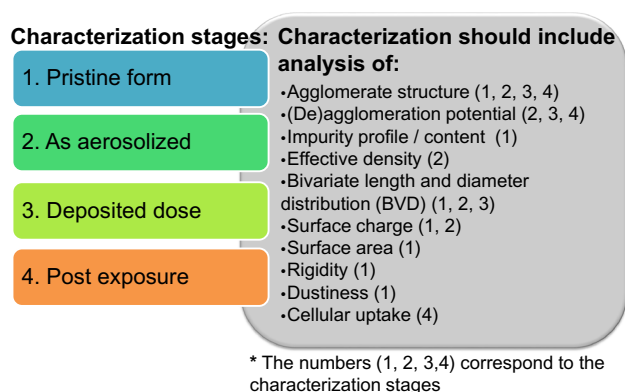 Characterization stages:
1. Pristine form
2. As aerosolized
3. Deposited dose
4. Post exposure
Characterization should include
analysis of:
•Agglomerate structure (1, 2, 3, 4)
•(De)agglomeration potential (2, 3, 4)
•Impurity profile / content (1)
•Effective density (2)
•Bivariate length and diameter
distribution (BVD) (1, 2, 3)
•Surface charge (1, 2)
•Surface area (1)
•Rigidity (1)
•Dustiness (1)
•Cellular uptake (4)
* The numbers (1, 2, 3,4) correspond to the
characterization stages